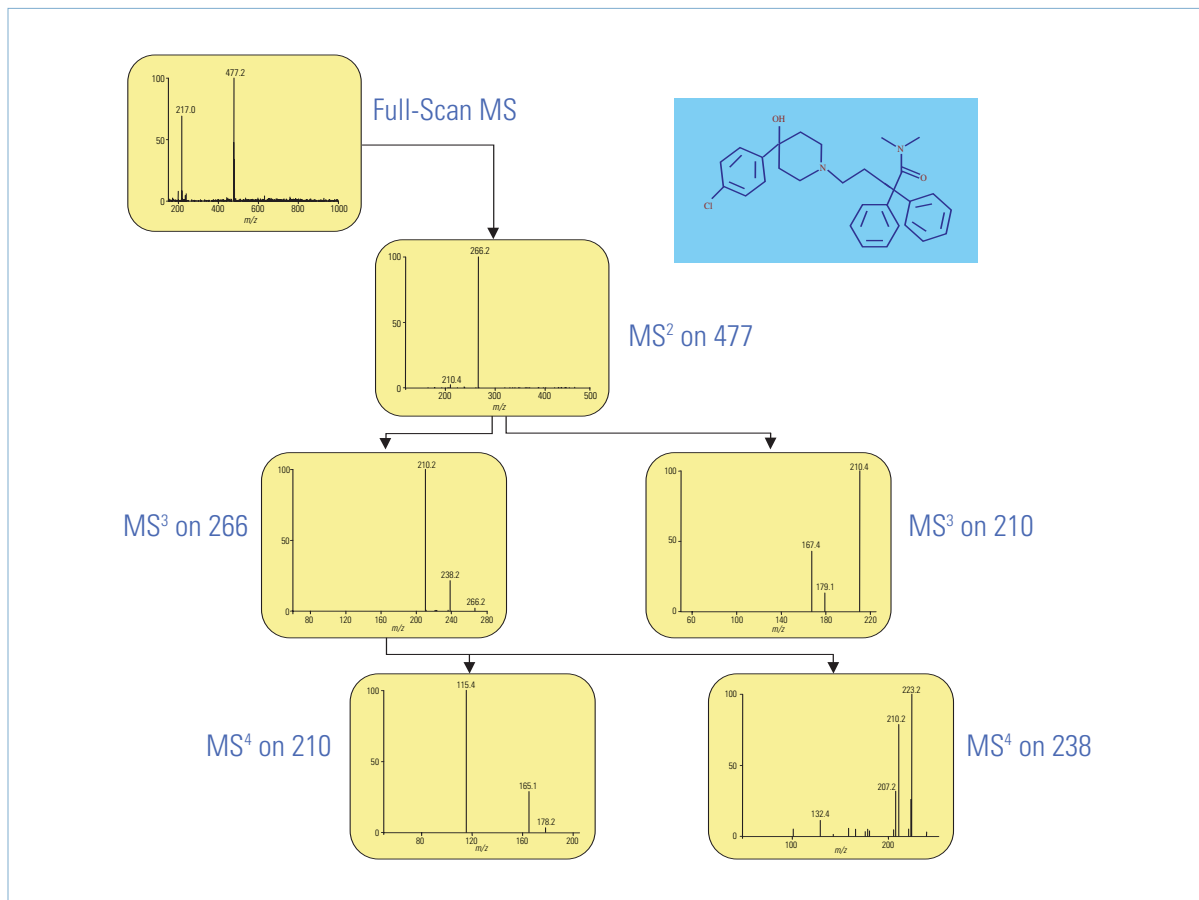 Full-Scan MS
477.2
217.0
100
50
0
200 400 600 800 1000
m/z
OH
N
N
O
Cl
MS² on 477
266.2
210.4
100
50
0
200 300 400 500
m/z
MS³ on 266
210.2
238.2
266.2
100
50
0
80 120 160 200 240 280
m/z
MS³ on 210
210.4
167.4
179.1
100
50
0
60 100 140 180 220
m/z
MS⁴ on 210
115.4
165.1
178.2
100
50
0
80 120 160 200
m/z
MS⁴ on 238
223.2
210.2
207.2
132.4
100
50
0
100 200
m/z